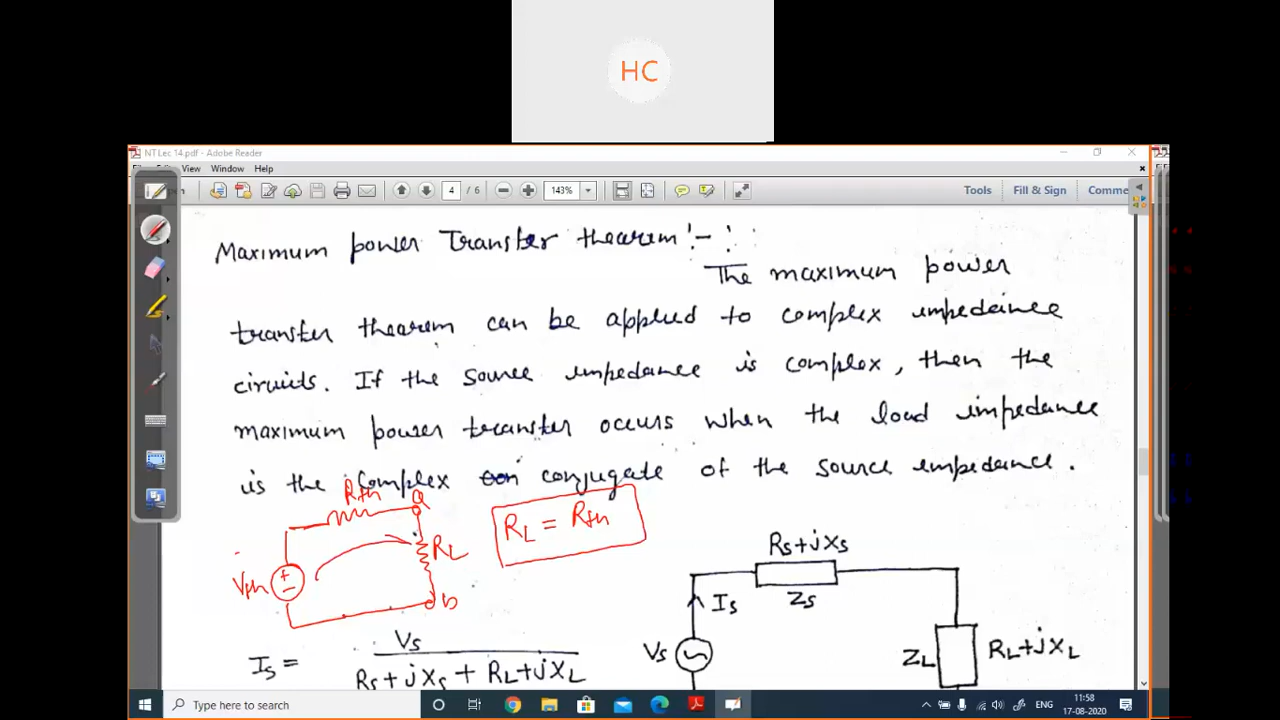 HC
NT Lec 14.pdf - Adobe Reader
View Window Help
4 / 6 143% Tools Fill & Sign Comme
Maximum power Transfer thearem :- :
The maximum power
transfer thearem can be applied to complex impedaince
ciruids. If the source impedance is complex, then the
maximum power transfer occurs when the load impedance
is the complex con conjugate of the source impedance.
Rth a
RL = Rth
RL
Vth
b
Rs+jXs
Zs
Is
Vs
ZL RL+jXL
Is = Vs
Rs+jXs + RL+jXL
Type here to search
ENG
11:58
17-08-2020